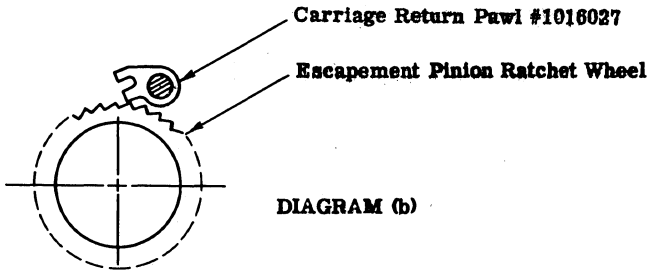 Carriage Return Pawl #1016027
Escapement Pinion Ratchet Wheel
DIAGRAM (b)